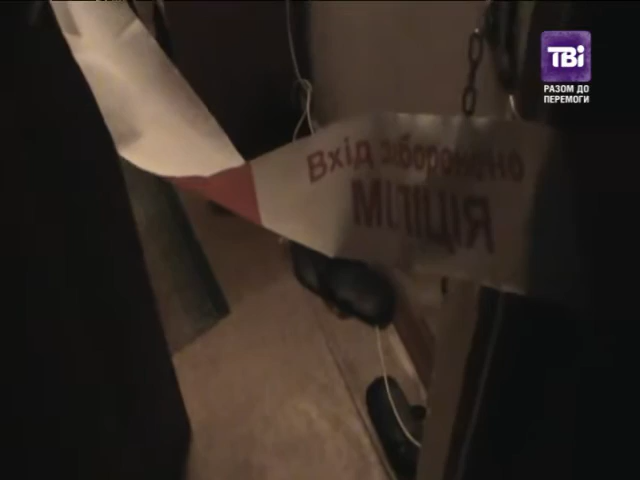 ТВі
РАЗОМ ДО
ПЕРЕМОГИ
Вхід заборонено
МІЛІЦІЯ